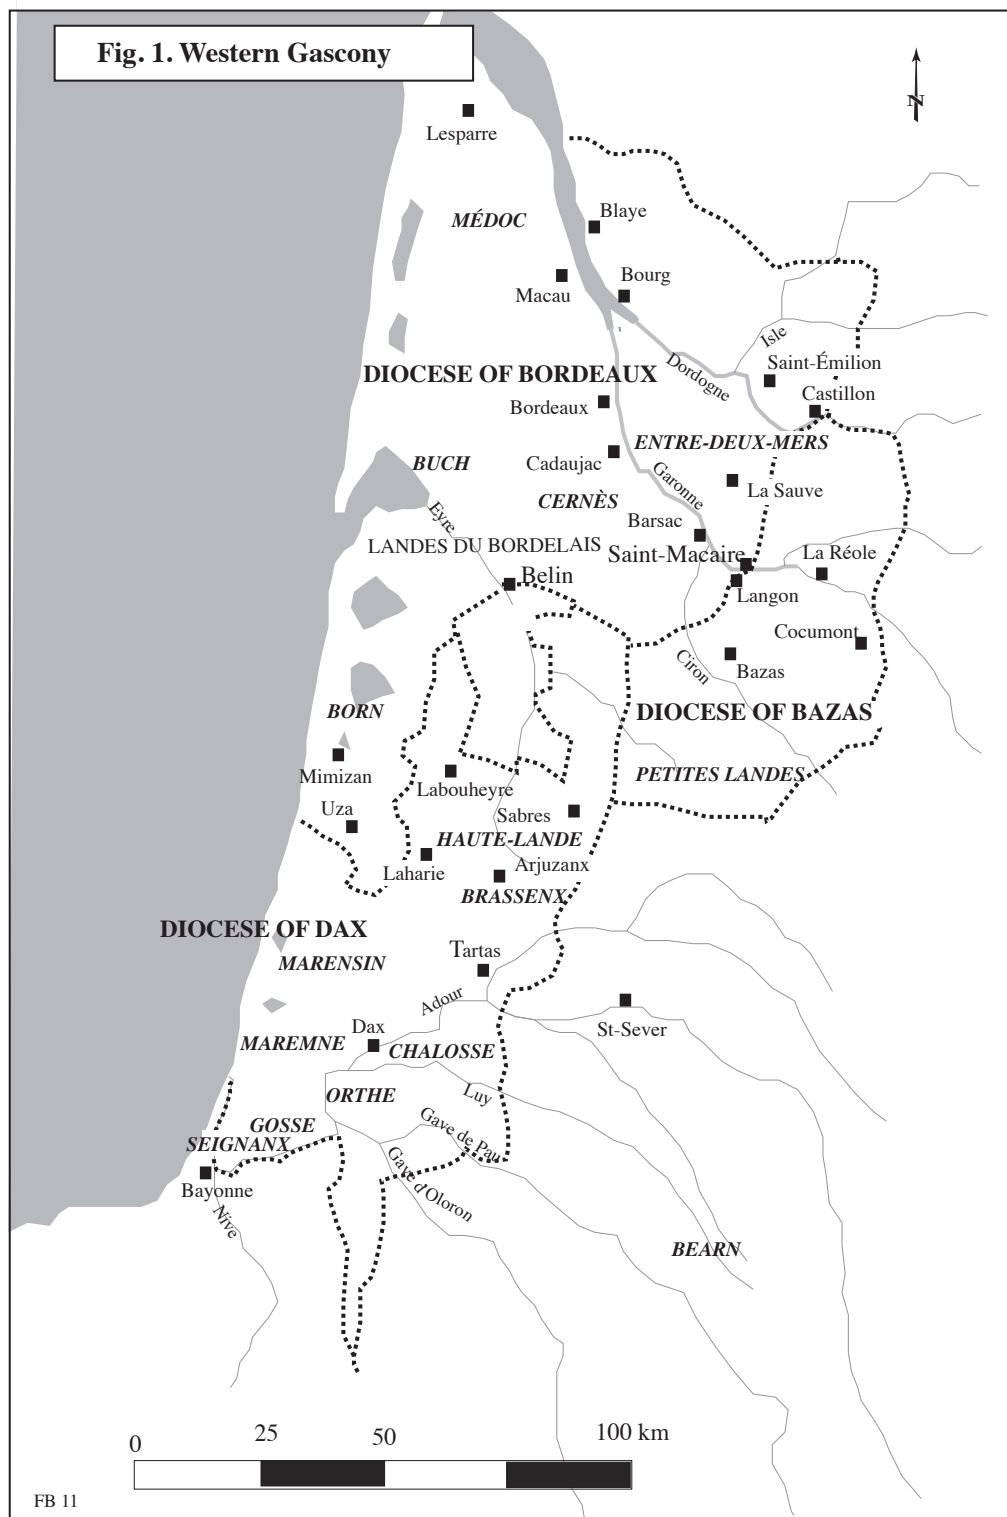 Fig. 1. Western Gascony
N
Lesparre
MÉDOC
Blaye
Macau
Bourg
Isle
Dordogne
Saint-Émilion
DIOCESE OF BORDEAUX
Castillon
Bordeaux
ENTRE-DEUX-MERS
Cadaujac
BUCH
Garonne
La Sauve
CERNÈS
Eyre
Barsac
LANDES DU BORDELAIS
Saint-Macaire
La Réole
Belin
Langon
Cocumont
Ciron
Bazas
BORN
DIOCESE OF BAZAS
Mimizan
PETITES LANDES
Labouheyre
Uza
Sabres
HAUTE-LANDE
Laharie
Arjuzanx
BRASSENX
DIOCESE OF DAX
Tartas
MARENSIN
Adour
Dax
St-Sever
MAREMNE
CHALOSSE
ORTHE
Luy
GOSSE
Gave de Pau
SEIGNANX
Gave d'Oloron
Bayonne
Nive
BEARN
0
25
50
100 km
FB 11